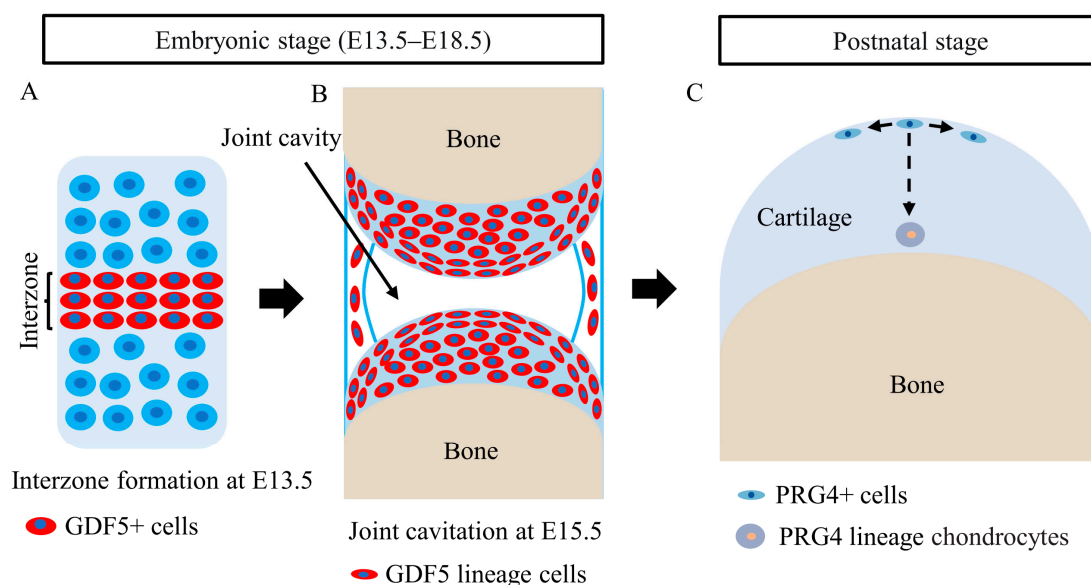 Embryonic stage (E13.5–E18.5)
Postnatal stage
A
Interzone
Interzone formation at E13.5
GDF5+ cells
B
Joint cavity
Bone
Bone
Joint cavitation at E15.5
GDF5 lineage cells
C
Cartilage
Bone
PRG4+ cells
PRG4 lineage chondrocytes